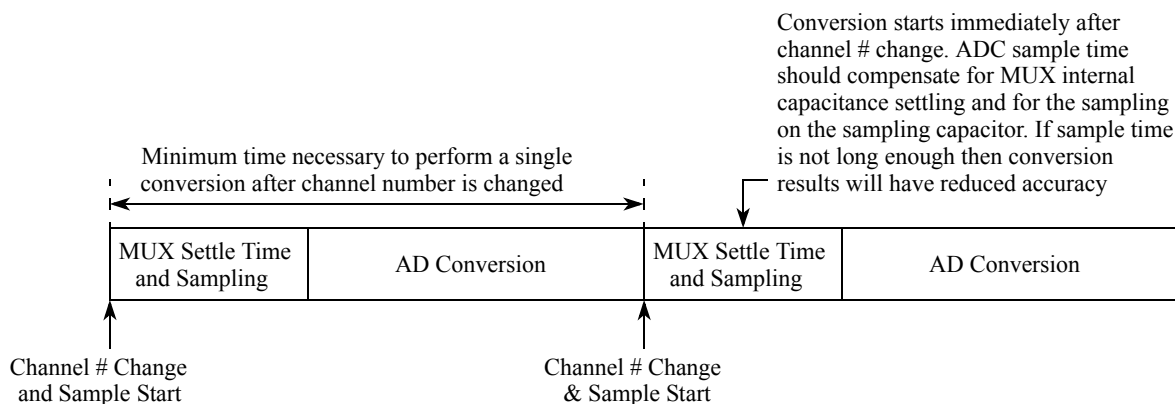 Conversion starts immediately after
channel # change. ADC sample time
should compensate for MUX internal
capacitance settling and for the sampling
on the sampling capacitor. If sample time
is not long enough then conversion
results will have reduced accuracy
Minimum time necessary to perform a single
conversion after channel number is changed
MUX Settle Time
and Sampling
AD Conversion
MUX Settle Time
and Sampling
AD Conversion
Channel # Change
and Sample Start
Channel # Change
& Sample Start